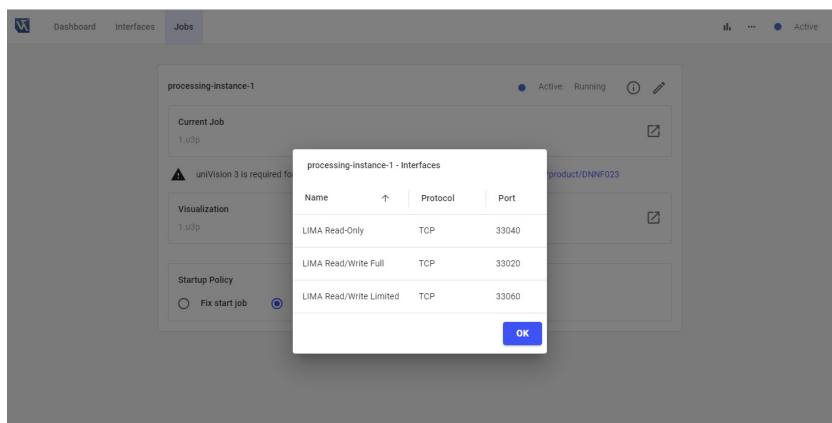 Dashboard Interfaces Jobs ... Active
processing-instance-1 Active: Running
Current Job
1.u3p
uniVision 3 is required fo /product/DNNF023
Visualization
1.u3p
Startup Policy
Fix start job
processing-instance-1 - Interfaces
Name Protocol Port
LIMA Read-Only TCP 33040
LIMA Read/Write Full TCP 33020
LIMA Read/Write Limited TCP 33060
OK